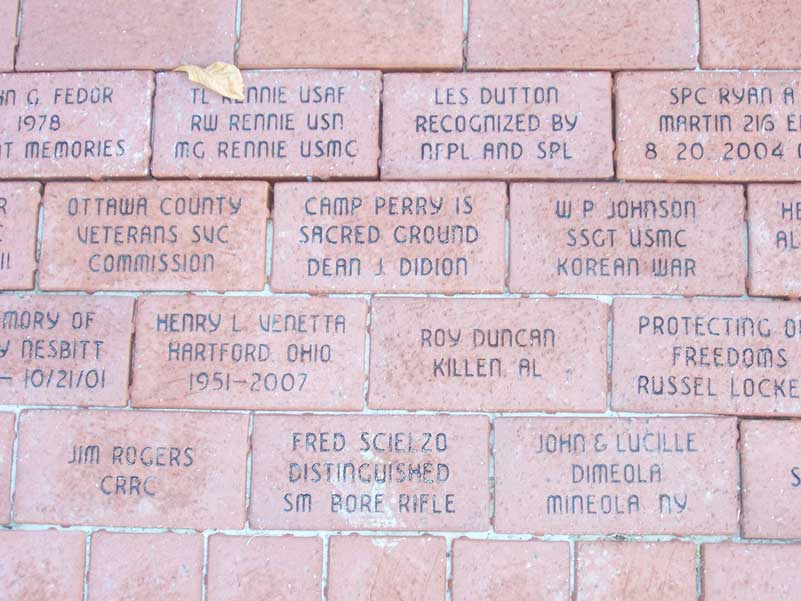 G. FEDOR
1978
MEMORIES
TL RENNIE USAF
RW RENNIE USN
MG RENNIE USMC
LES DUTTON
RECOGNIZED BY
NFPL AND SPL
SPC RYAN A
MARTIN 216
8. 20. 2004
OTTAWA COUNTY
VETERANS SVC
COMMISSION
CAMP PERRY IS
SACRED GROUND
DEAN J. DIDION
W P JOHNSON
SSGT USMC
KOREAN WAR
OF
NESBITT
- 10/21/01
HENRY L. VENETTA
HARTFORD, OHIO
1951-2007
ROY DUNCAN
KILLEN, AL
PROTECTING
FREEDOMS
RUSSEL
JIM ROGERS
CRRC
FRED SCIELZO
DISTINGUISHED
SM BORE RIFLE
JOHN & LUCILLE
DIMEOLA
MINEOLA NY